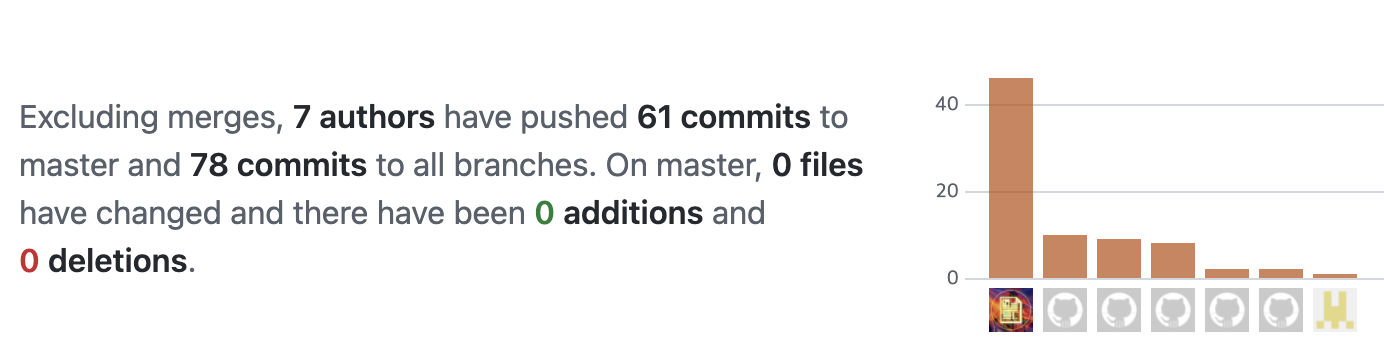 Excluding merges, 7 authors have pushed 61 commits to
master and 78 commits to all branches. On master, 0 files
have changed and there have been 0 additions and
0 deletions.
40
20
0